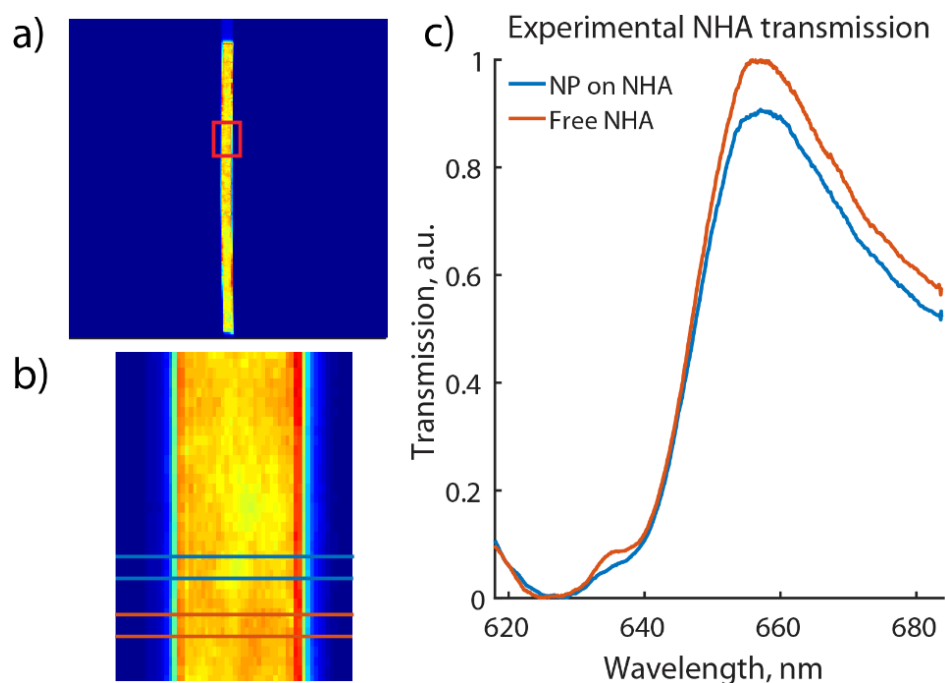 a)
b)
c)
Experimental NHA transmission
NP on NHA
Free NHA
Transmission, a.u.
1
0.8
0.6
0.4
0.2
0
620
640
660
680
Wavelength, nm